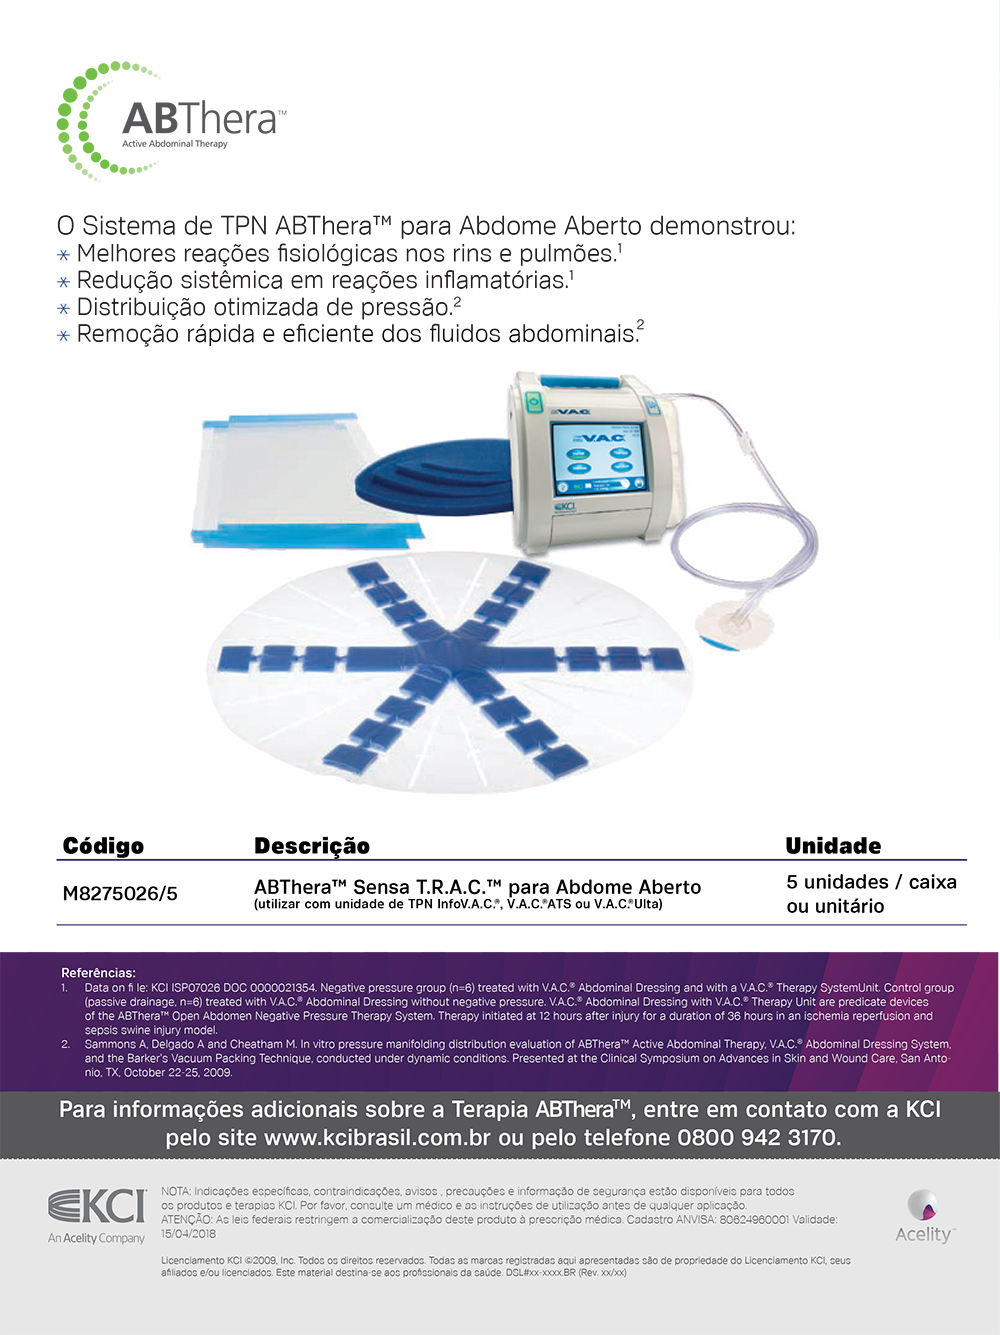 ABThera™
Active Abdominal Therapy
O Sistema de TPN ABThera™ para Abdome Aberto demonstrou:
* Melhores reações fisiológicas nos rins e pulmões.1
* Redução sistêmica em reações inflamatórias.1
* Distribuição otimizada de pressão.2
* Remoção rápida e eficiente dos fluidos abdominais.2
V.A.C.
V.A.C.
KCI
Código Descrição Unidade
M8275026/5 ABThera™ Sensa T.R.A.C.™ para Abdome Aberto 5 unidades / caixa
(utilizar com unidade de TPN InfoV.A.C.®, V.A.C.®ATS ou V.A.C.®Ulta) ou unitário
Referências:
1. Data on fi le: KCI ISP07026 DOC 0000021354. Negative pressure group (n=6) treated with V.A.C.® Abdominal Dressing and with a V.A.C.® Therapy SystemUnit. Control group
(passive drainage, n=6) treated with V.A.C.® Abdominal Dressing without negative pressure. V.A.C.® Abdominal Dressing with V.A.C.® Therapy Unit are predicate devices
of the ABThera™ Open Abdomen Negative Pressure Therapy System. Therapy initiated at 12 hours after injury for a duration of 36 hours in an ischemia reperfusion and
sepsis swine injury model.
2. Sammons A, Delgado A and Cheatham M. In vitro pressure manifolding distribution evaluation of ABThera™ Active Abdominal Therapy, V.A.C.® Abdominal Dressing System,
and the Barker's Vacuum Packing Technique, conducted under dynamic conditions. Presented at the Clinical Symposium on Advances in Skin and Wound Care, San Anto-
nio, TX, October 22-25, 2009.
Para informações adicionais sobre a Terapia ABThera™, entre em contato com a KCI
pelo site www.kcibrasil.com.br ou pelo telefone 0800 942 3170.
KCI
An Acelity Company
NOTA: Indicações específicas, contraindicações, avisos , precauções e informação de segurança estão disponíveis para todos
os produtos e terapias KCI. Por favor, consulte um médico e as instruções de utilização antes de qualquer aplicação.
ATENÇÃO: As leis federais restringem a comercialização deste produto à prescrição médica. Cadastro ANVISA: 80624960001 Validade:
15/04/2018
Acelity™
Licenciamento KCI ©2009, Inc. Todos os direitos reservados. Todas as marcas registradas aqui apresentadas são de propriedade do Licenciamento KCI, seus
afiliados e/ou licenciados. Este material destina-se aos profissionais da saúde. DSL#xx-xxxx.BR (Rev. xx/xx)